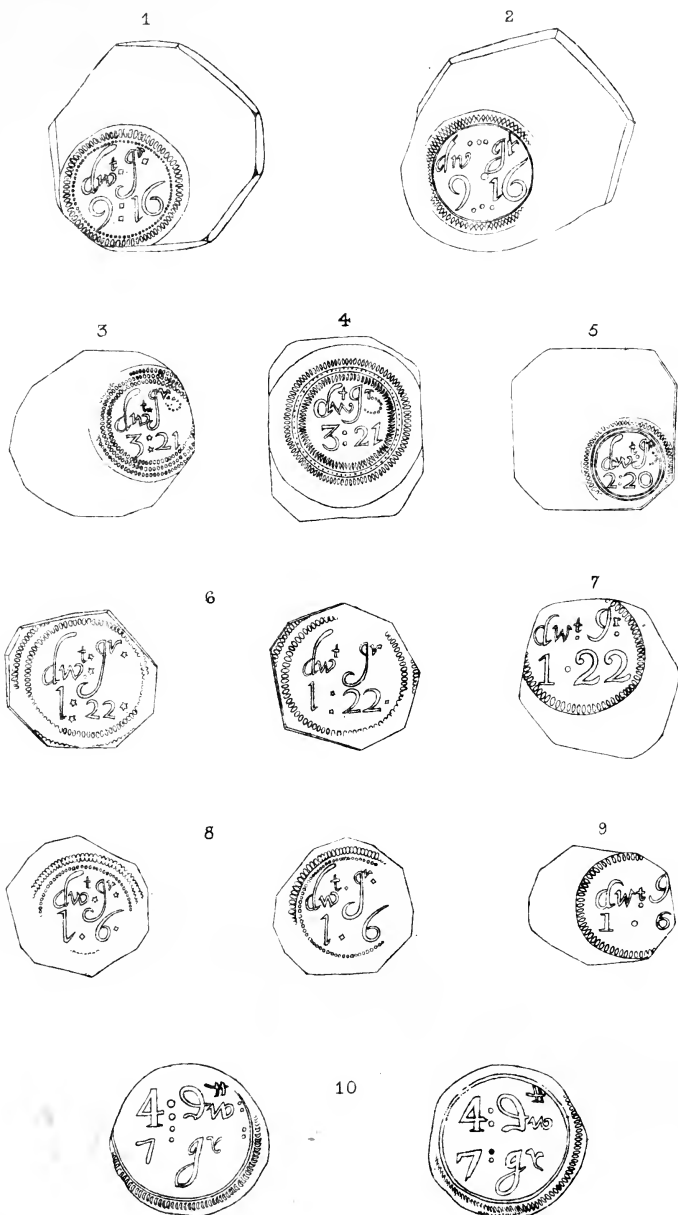 1
2
dwt. gr.
9:16
dw gr
9 16
3
4
5
dwt gr
3:21
dwt gr
3:21
dwt gr
2:20
6
7
dwt gr
1:22
dwt gr
1:22.
dwt gr
1·22
8
9
dwt gr
1·6·
dwt·gr·
1·6
dwt g
1·6
10
4: Dwtt
7 gr
4: Dwtt
7: gr